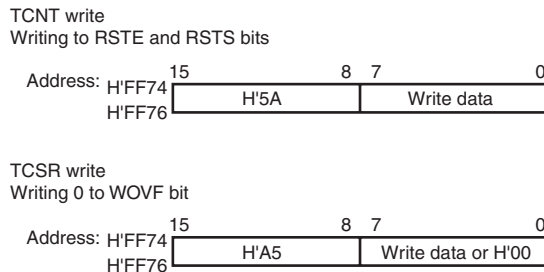 TCNT write
Writing to RSTE and RSTS bits
15 8 7 0
Address: H'FF74
H'FF76
H'5A Write data
TCSR write
Writing 0 to WOVF bit
15 8 7 0
Address: H'FF74
H'FF76
H'A5 Write data or H'00